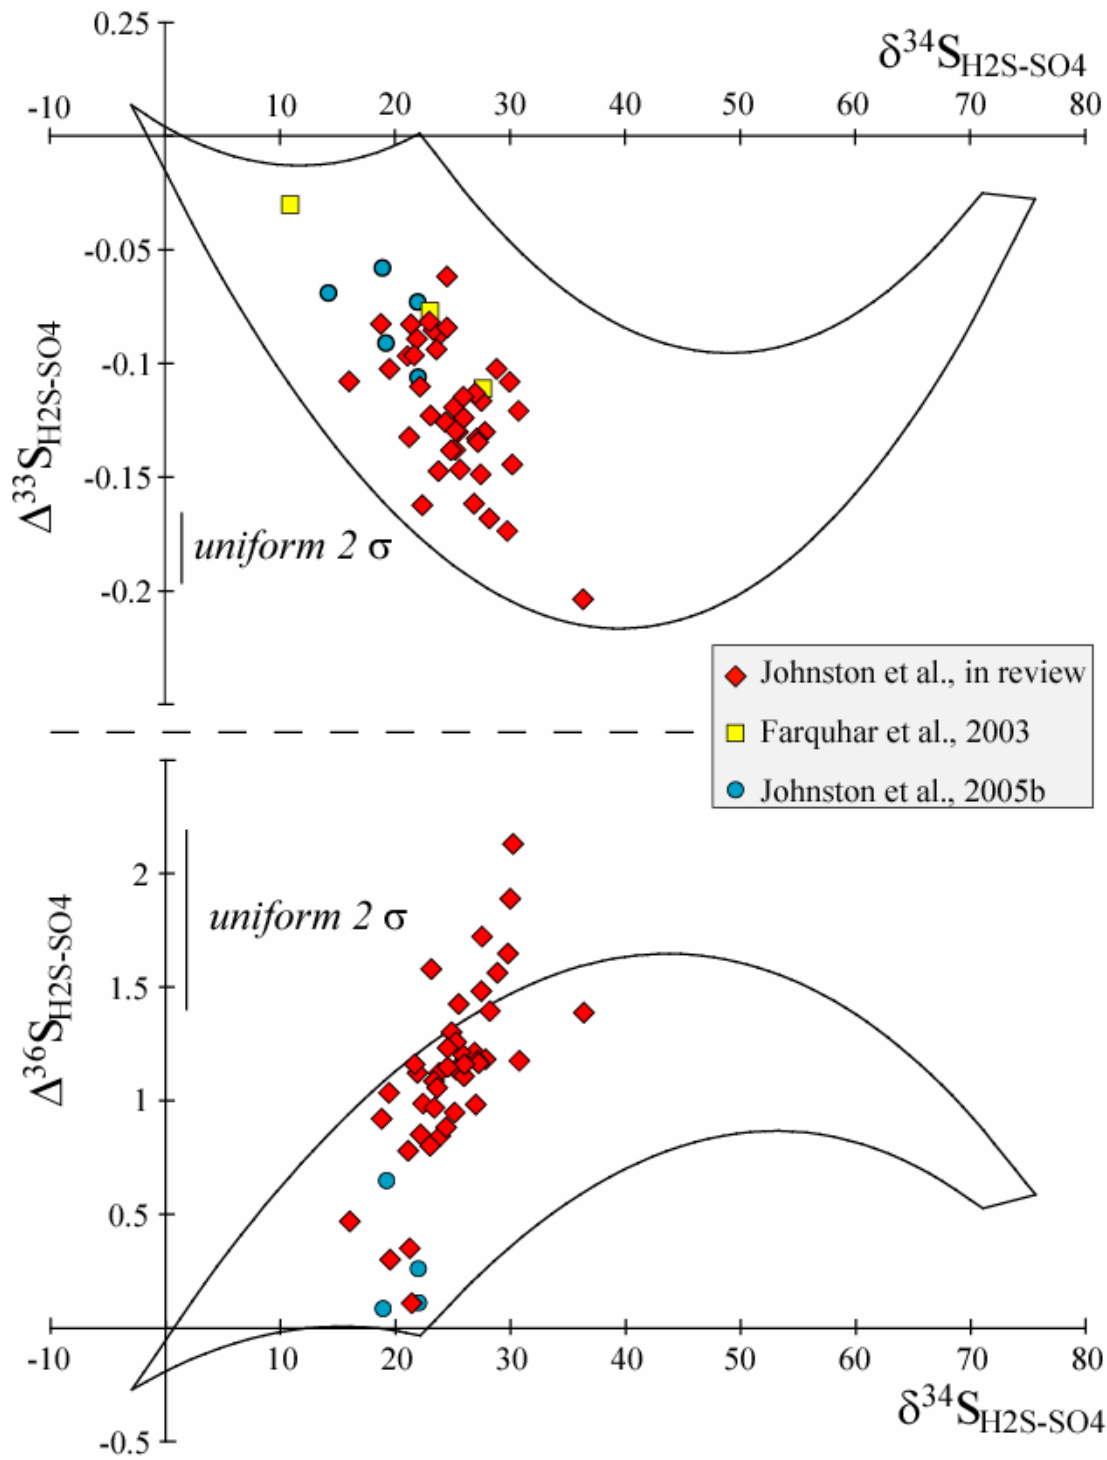 0.25
δ34SH2S-SO4
-10 10 20 30 40 50 60 70 80
-0.05
-0.1
Δ33SH2S-SO4
-0.15
uniform 2 σ
-0.2
Johnston et al., in review
Farquhar et al., 2003
Johnston et al., 2005b
2
uniform 2 σ
Δ36SH2S-SO4
1.5
1
0.5
-10 10 20 30 40 50 60 70 80
δ34SH2S-SO4
-0.5